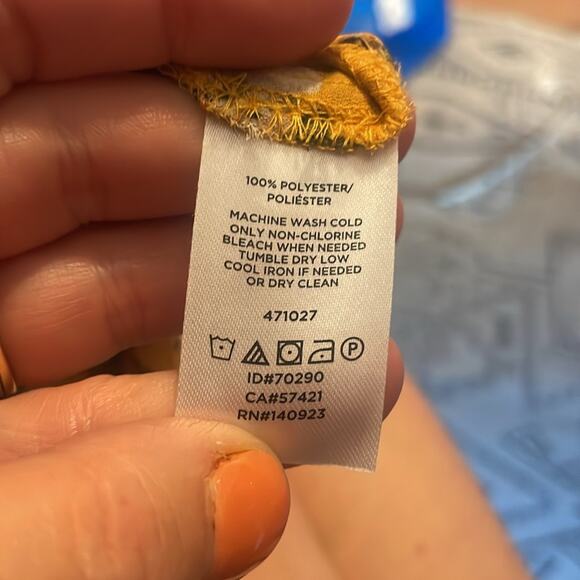 100% POLYESTER/
POLIÉSTER
MACHINE WASH COLD
ONLY NON-CHLORINE
BLEACH WHEN NEEDED
TUMBLE DRY LOW
COOL IRON IF NEEDED
OR DRY CLEAN
471027
P
ID#70290
CA#57421
RN#140923